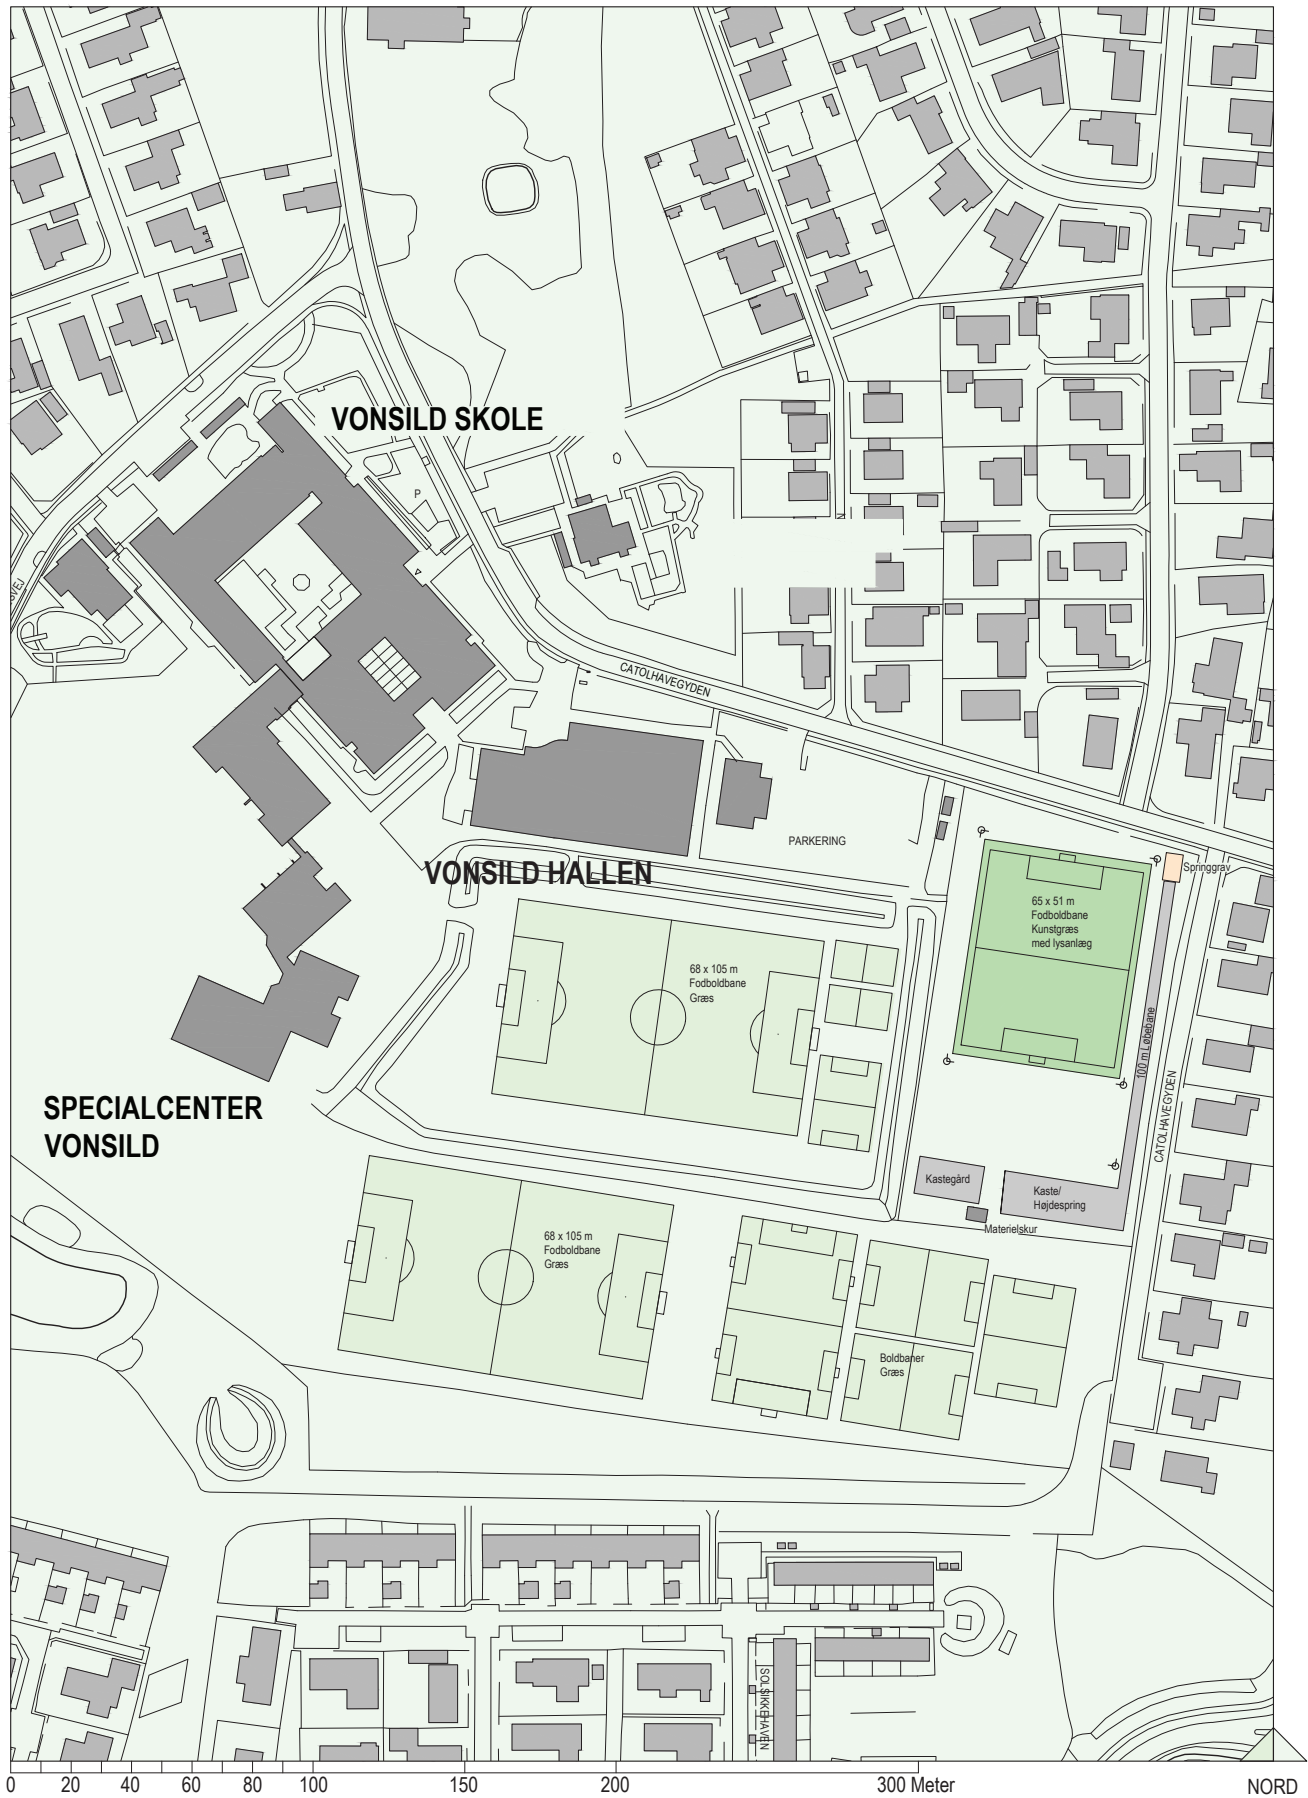 VONSILD SKOLE
P
SVEJ
CATOLHAVEGYDEN
PARKERING
VONSILD HALLEN
Springgrav
65 x 51 m
Fodboldbane
Kunstgræs
med lysanlæg
68 x 105 m
Fodboldbane
Græs
100 m Løbebane
CATOLHAVEGYDEN
SPECIALCENTER
VONSILD
Kastegård
Kaste/
Højdespring
Materielskur
68 x 105 m
Fodboldbane
Græs
Boldbaner
Græs
SOLSIKKEHAVEN
0 20 40 60 80 100 150 200 300 Meter
NORD